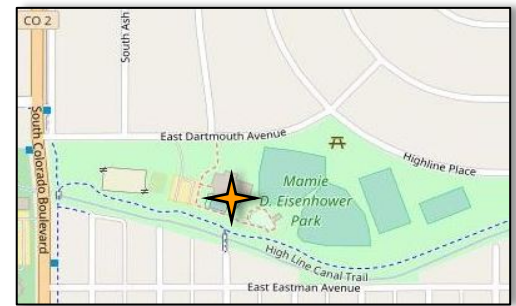 CO 2
South Ash
South Colorado Boulevard
East Dartmouth Avenue
Highline Place
Mamie
D. Eisenhower
Park
High Line Canal Trail
East Eastman Avenue